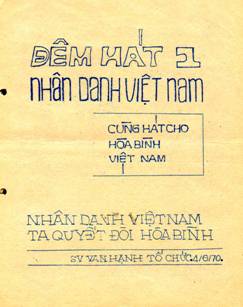 ĐÊM HÁT 1
NHÂN DANH VIỆT NAM
CÙNG HÁT CHO
HÒA BÌNH
VIỆT NAM
NHÂN DANH VIỆT NAM
TA QUYẾT ĐÒI HÒA BÌNH
SV VẠN HẠNH TỔ CHỨC 4/6/70.